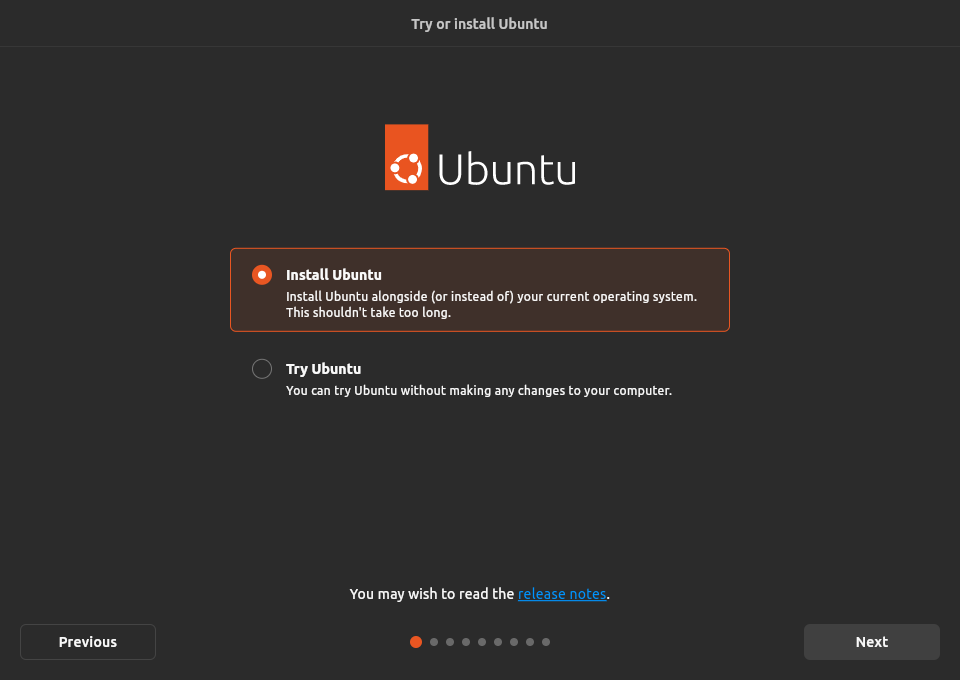 Try or install Ubuntu
Ubuntu
Install Ubuntu
Install Ubuntu alongside (or instead of) your current operating system.
This shouldn't take too long.
Try Ubuntu
You can try Ubuntu without making any changes to your computer.
You may wish to read the release notes.
Previous
Next